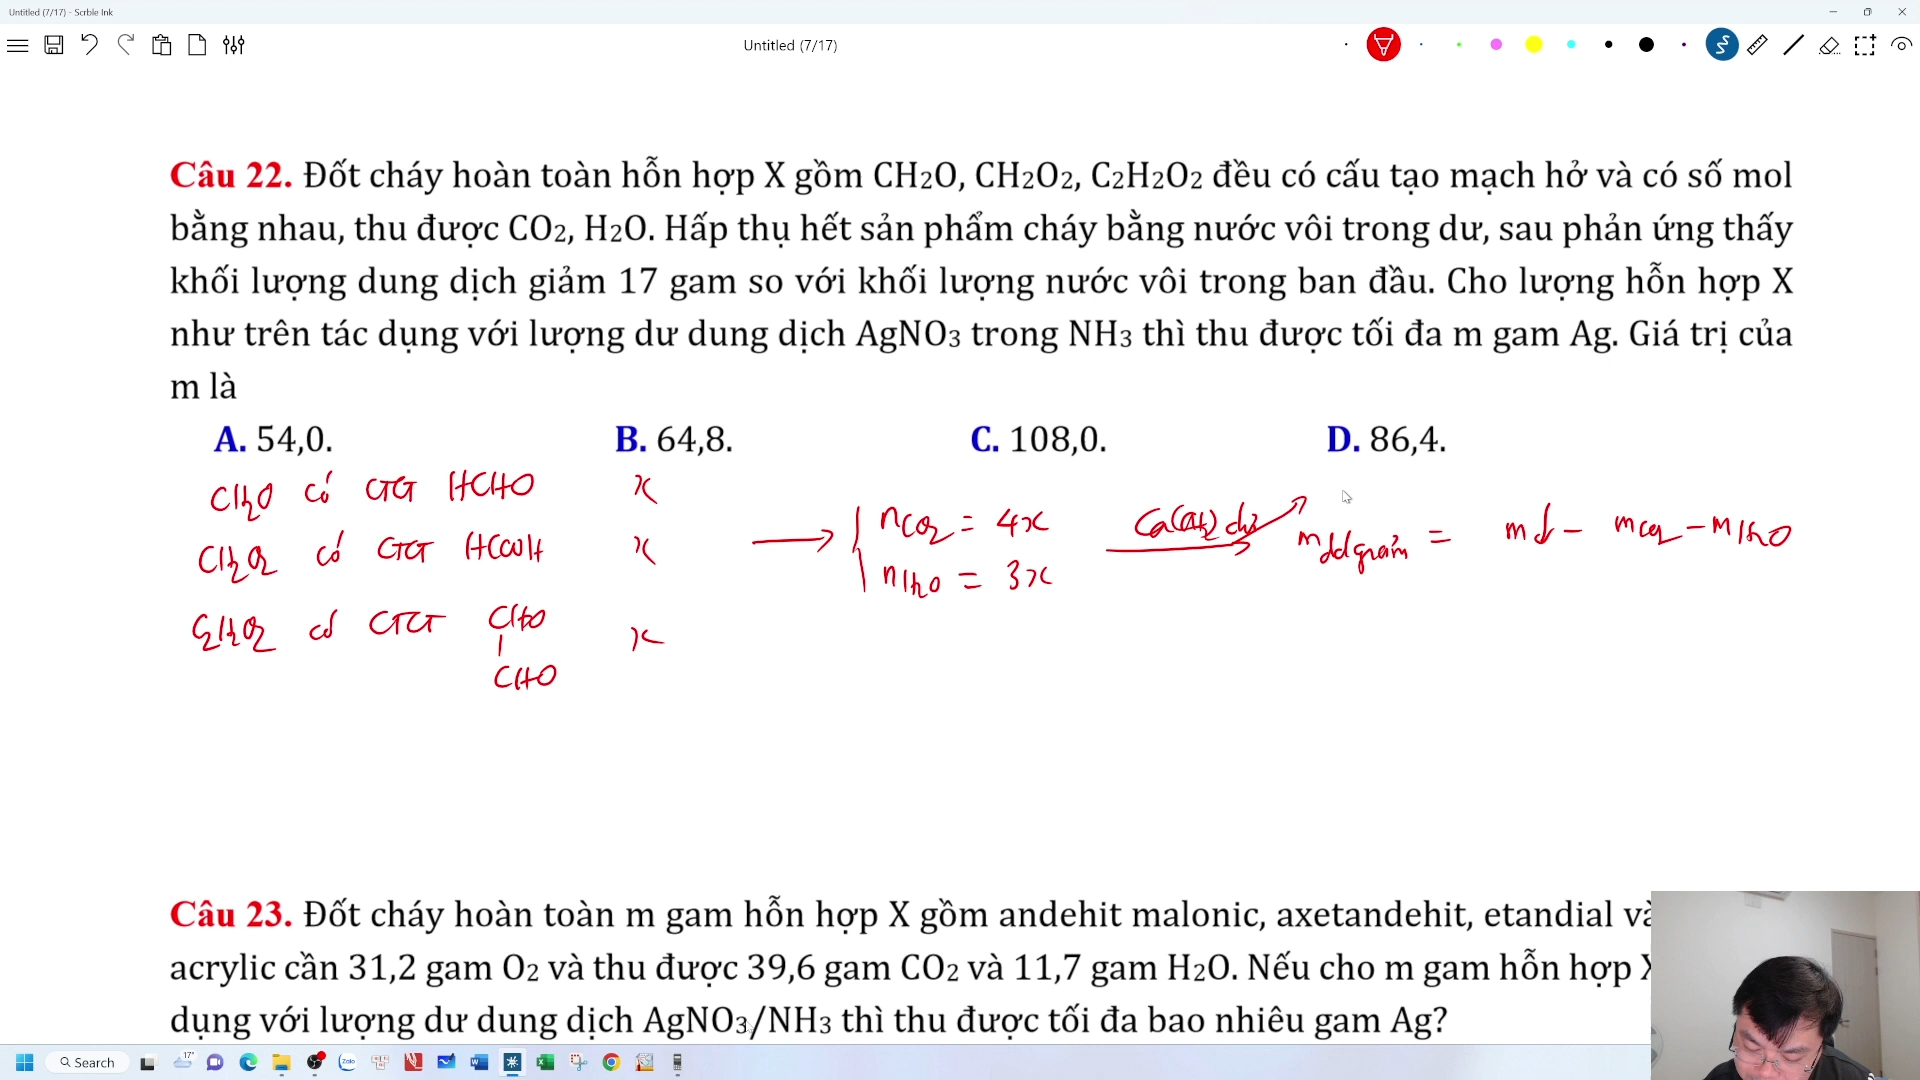 Untitled (7/17) - Scrble Ink
Untitled (7/17)
Câu 22. Đốt cháy hoàn toàn hỗn hợp X gồm CH2O, CH2O2, C2H2O2 đều có cấu tạo mạch hở và có số mol
bằng nhau, thu được CO2, H2O. Hấp thụ hết sản phẩm cháy bằng nước vôi trong dư, sau phản ứng thấy
khối lượng dung dịch giảm 17 gam so với khối lượng nước vôi trong ban đầu. Cho lượng hỗn hợp X
như trên tác dụng với lượng dư dung dịch AgNO3 trong NH3 thì thu được tối đa m gam Ag. Giá trị của
m là
A. 54,0. B. 64,8. C. 108,0. D. 86,4.
CH2O có CTCT HCHO x
CH2O2 có CTCT HCOOH x
C2H2O2 có CTCT CHO x
CHO
nCO2 = 4x
nH2O = 3x
Ca(OH)2 dư
m dd giảm = m↓ - mCO2 - mH2O
Câu 23. Đốt cháy hoàn toàn m gam hỗn hợp X gồm andehit malonic, axetandehit, etandial và
acrylic cần 31,2 gam O2 và thu được 39,6 gam CO2 và 11,7 gam H2O. Nếu cho m gam hỗn hợp X
dụng với lượng dư dung dịch AgNO3/NH3 thì thu được tối đa bao nhiêu gam Ag?
Search
17°
Zalo